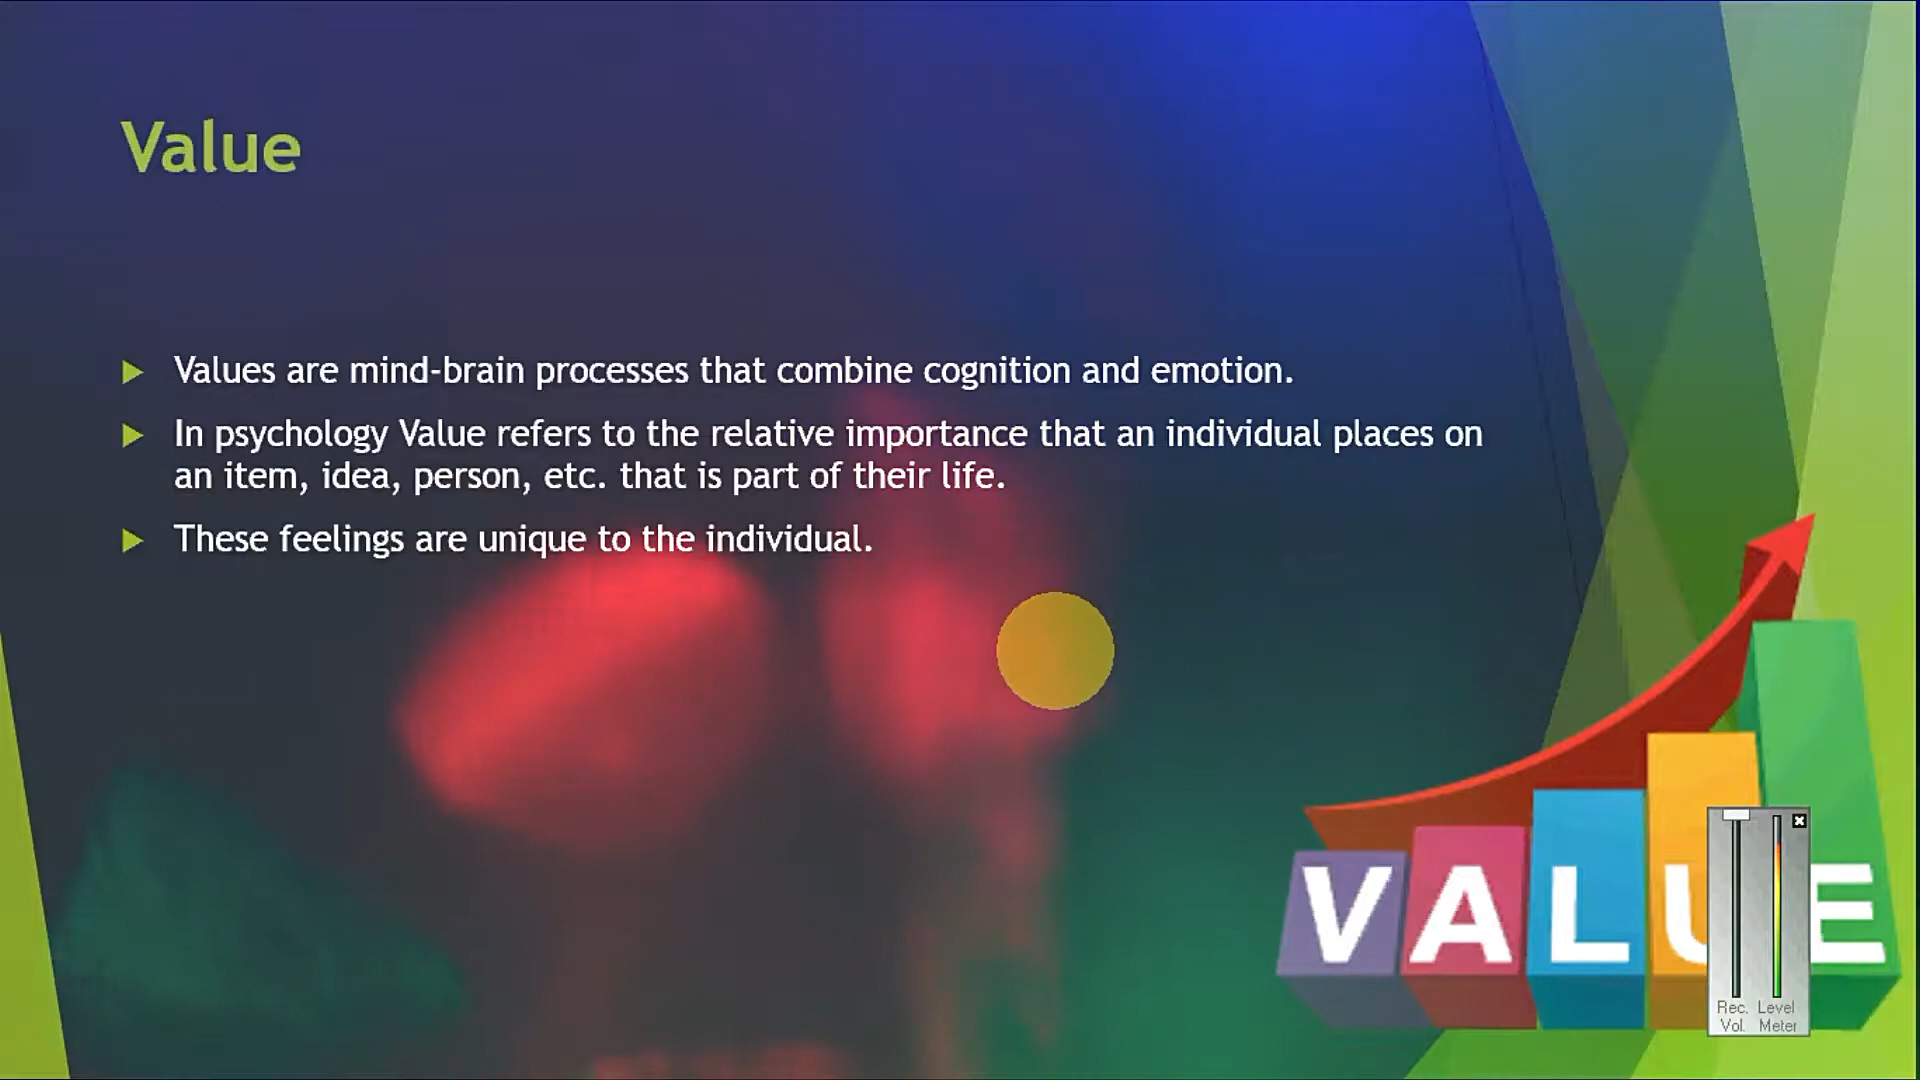 Value
Values are mind-brain processes that combine cognition and emotion.
In psychology Value refers to the relative importance that an individual places on
an item, idea, person, etc. that is part of their life.
These feelings are unique to the individual.
VALUE
Rec. Level
Vol. Meter